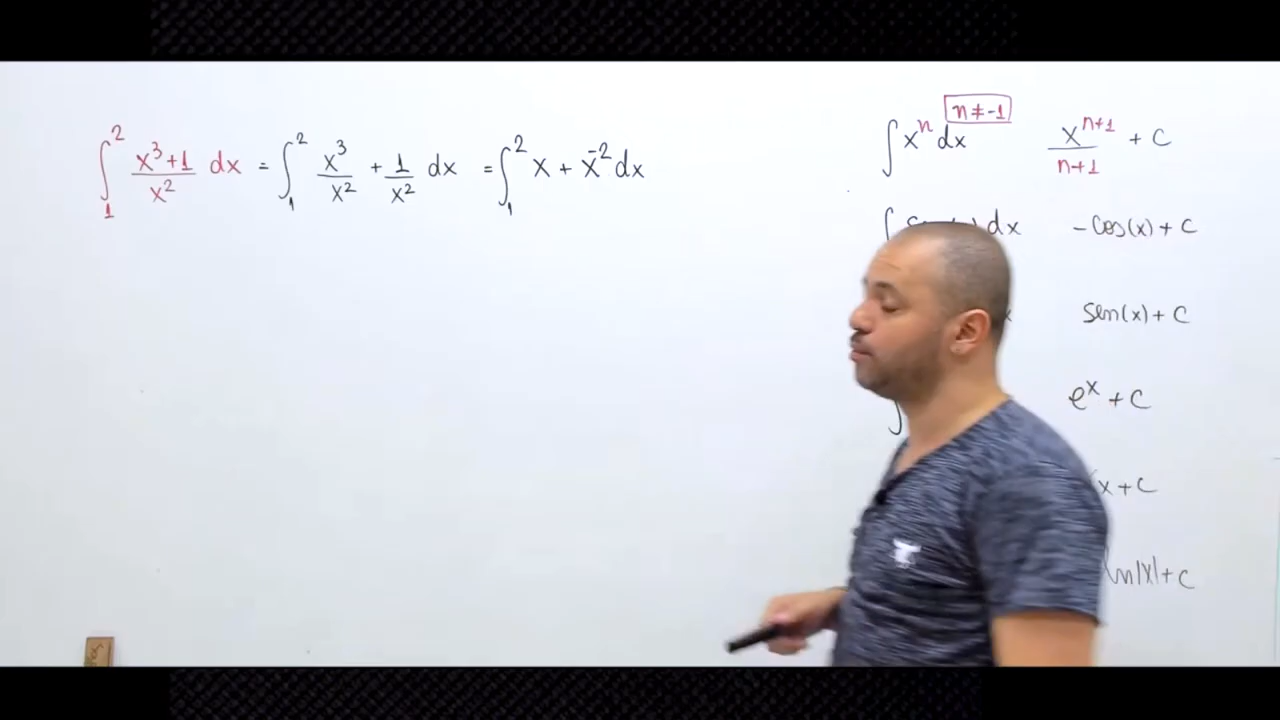 ∫₁² (x³+1)/x² dx = ∫₁² x³/x² + 1/x² dx = ∫₁² x + x⁻² dx
∫ xⁿ dx n ≠ -1 xⁿ⁺¹/(n+1) + c
∫ dx -cos(x) + c
sen(x) + c
∫ eˣ + c
x + c
ln|x| + c